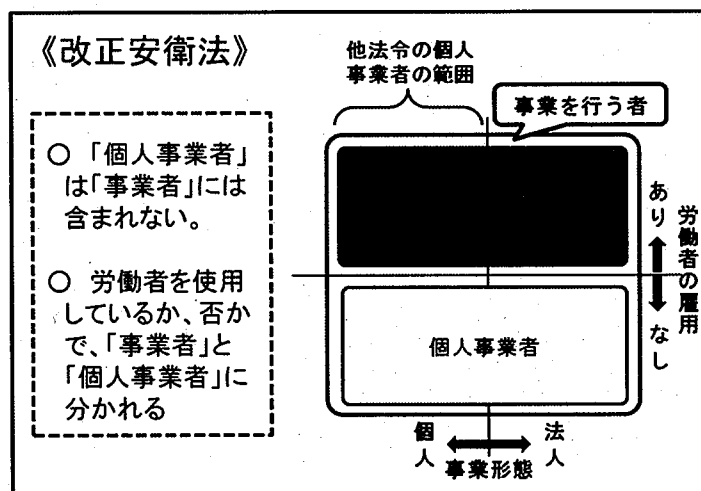 《改正安衛法》
他法令の個人
事業者の範囲
事業を行う者
○ 「個人事業者」
は「事業者」には
含まれない。
○ 労働者を使用
しているか、否か
で、「事業者」と
「個人事業者」に
分かれる
個人事業者
あり
なし
労働者の雇用
個人
法人
事業形態